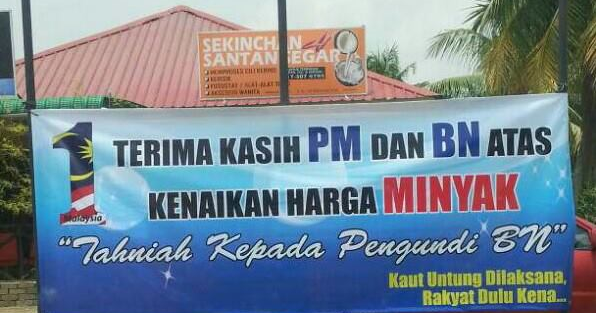 SEKINCHAN
SANTAN SEGAR
KENAIKAN HARGA MINYAK
1 TERIMA KASIH PM DAN BN ATAS
Malaysia
"Tahniah Kepada Pengundi BN"
Kaut Untung Dilaksana,
Rakyat Dulu Kena...